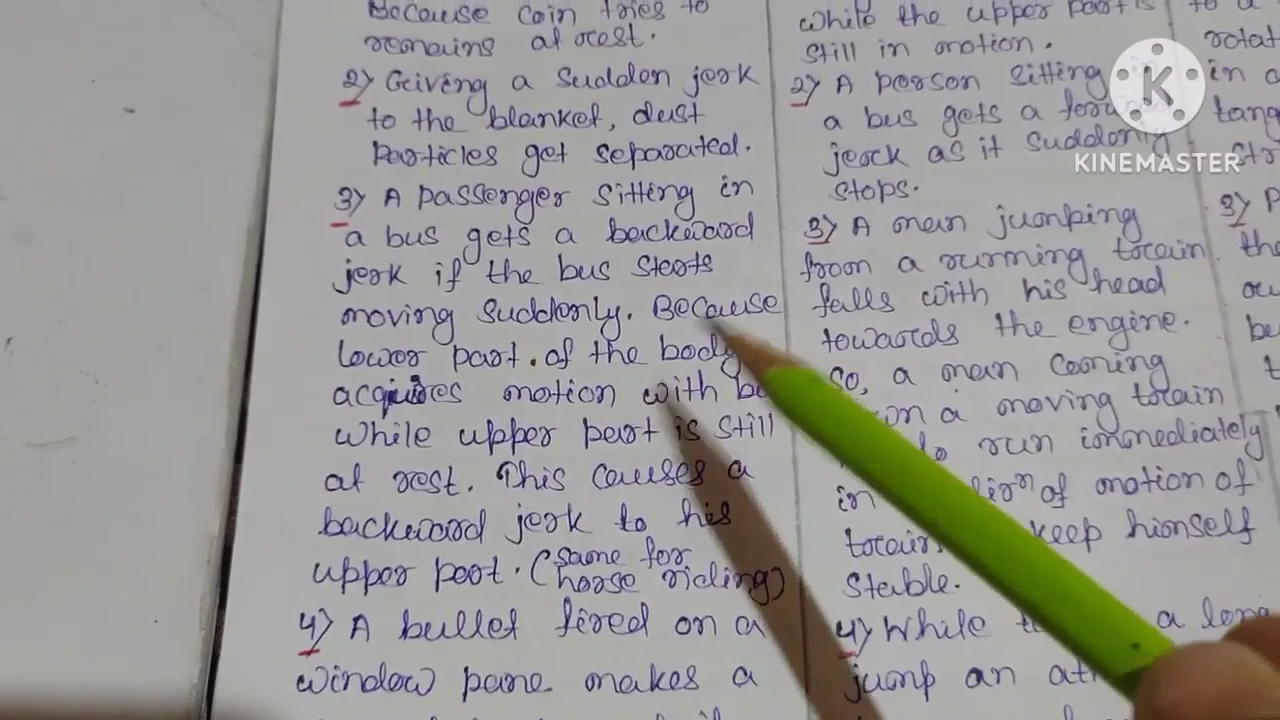 Because coin tries to
remains at rest.
2) Giving a sudden jerk
to the blanket, dust
particles get separated.
3) A passenger sitting in
a bus gets a backward
jerk if the bus starts
moving suddenly. Because
lower part of the body
acquires motion with
while upper part is still
at rest. This causes a
backward jerk to his
upper part. (same for
horse riding)
4) A bullet fired on a
window pane makes a
while the upper part is
still in motion.
2) A person sitting in
a bus gets a
jerk as it suddenly
stops.
3) A man jumping
from a running train
falls with his head
towards the engine.
So, a man coming
a moving train
to run immediately
in of motion of
keep himself
stable.
4) While a long
jump an
to a
in a
3)
KINEMASTER